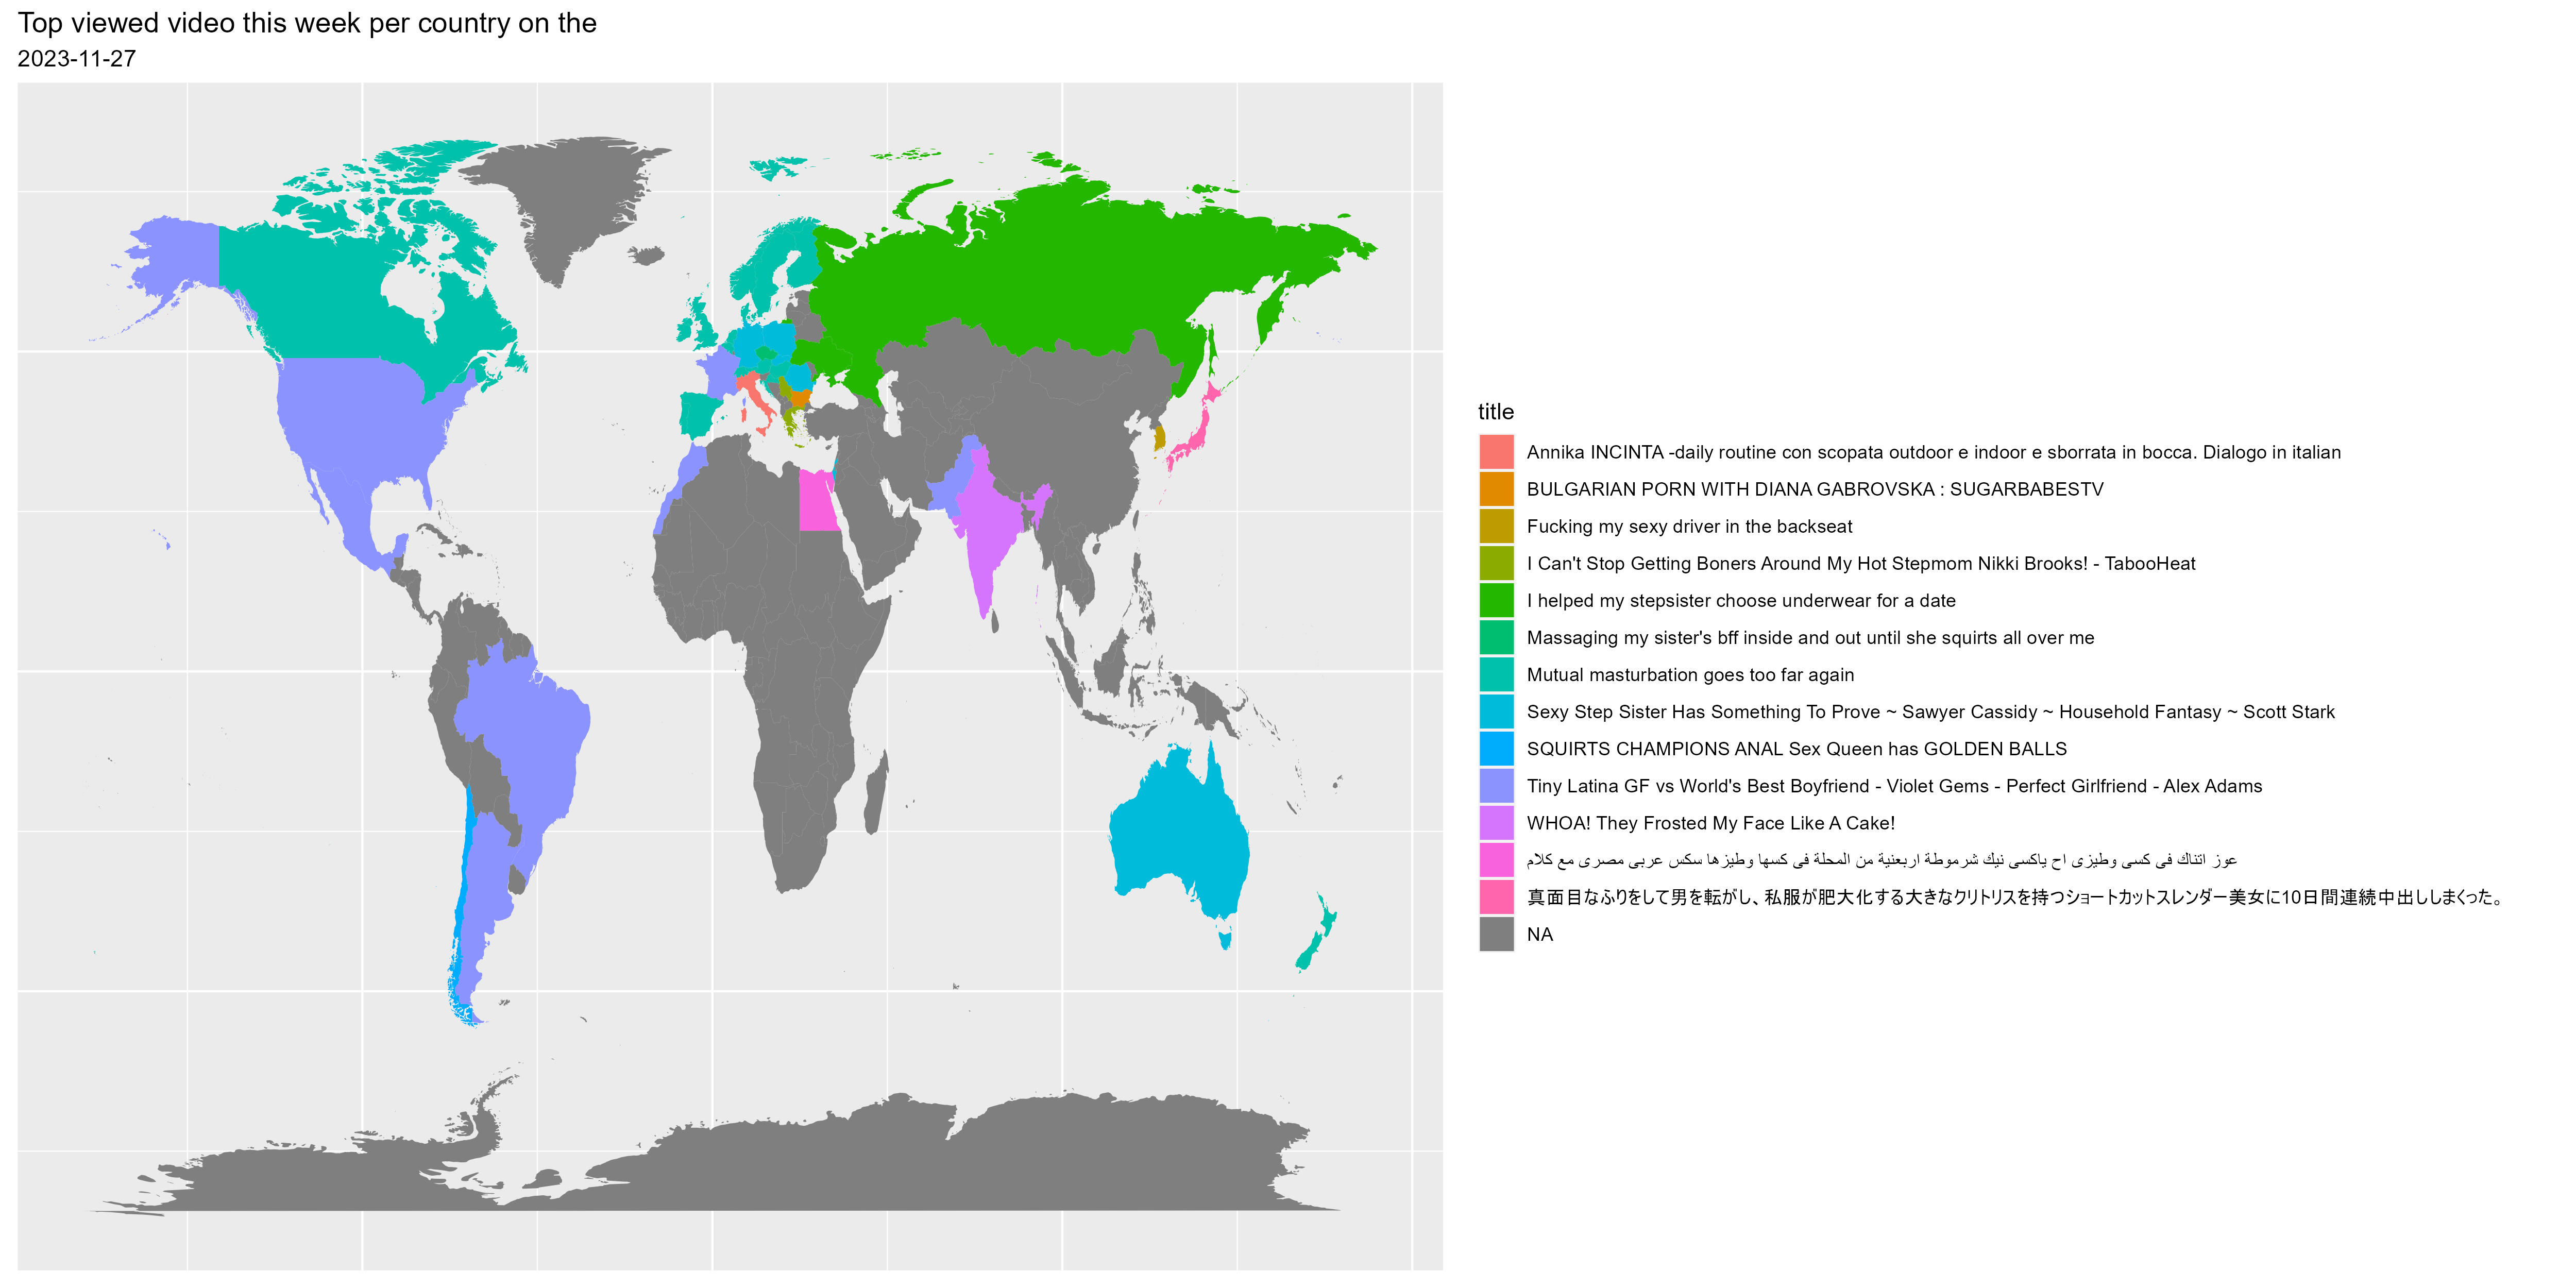 Top viewed video this week per country on the
2023-11-27
title
Annika INCINTA -daily routine con scopata outdoor e indoor e sborrata in bocca. Dialogo in italian
BULGARIAN PORN WITH DIANA GABROVSKA : SUGARBABESTV
Fucking my sexy driver in the backseat
I Can't Stop Getting Boners Around My Hot Stepmom Nikki Brooks! - TabooHeat
I helped my stepsister choose underwear for a date
Massaging my sister's bff inside and out until she squirts all over me
Mutual masturbation goes too far again
Sexy Step Sister Has Something To Prove ~ Sawyer Cassidy ~ Household Fantasy ~ Scott Stark
SQUIRTS CHAMPIONS ANAL Sex Queen has GOLDEN BALLS
Tiny Latina GF vs World's Best Boyfriend - Violet Gems - Perfect Girlfriend - Alex Adams
WHOA! They Frosted My Face Like A Cake!
عوز اتناك فى كسى وطيزى اح ياكسى نيك شرموطة اربعنية من المحلة فى كسها وطيزها سكس عربى مصرى مع كلام
真面目なふりをして男を転がし、私服が肥大化する大きなクリトリスを持つショートカットスレンダー美女に10日間連続中出ししまくった。
NA